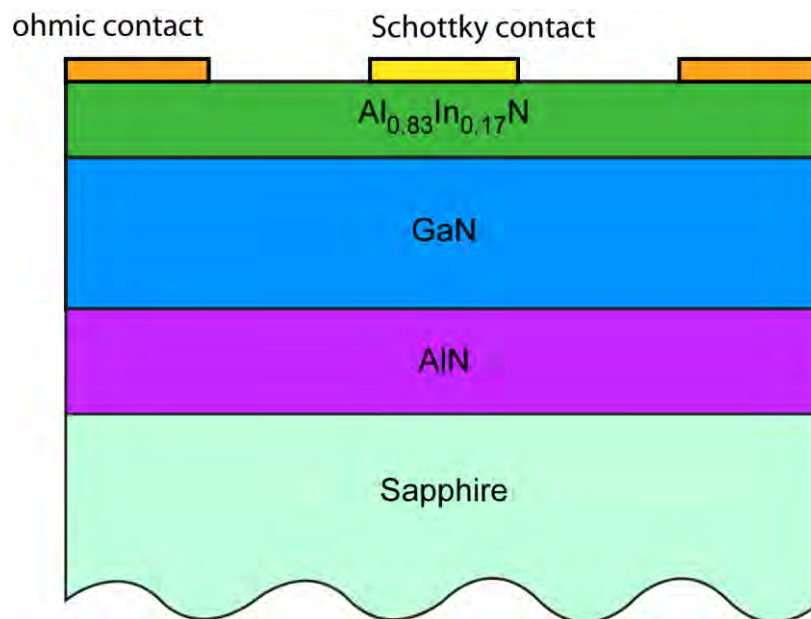 ohmic contact Schottky contact
Al₀.₈₃In₀.₁₇N
GaN
AlN
Sapphire